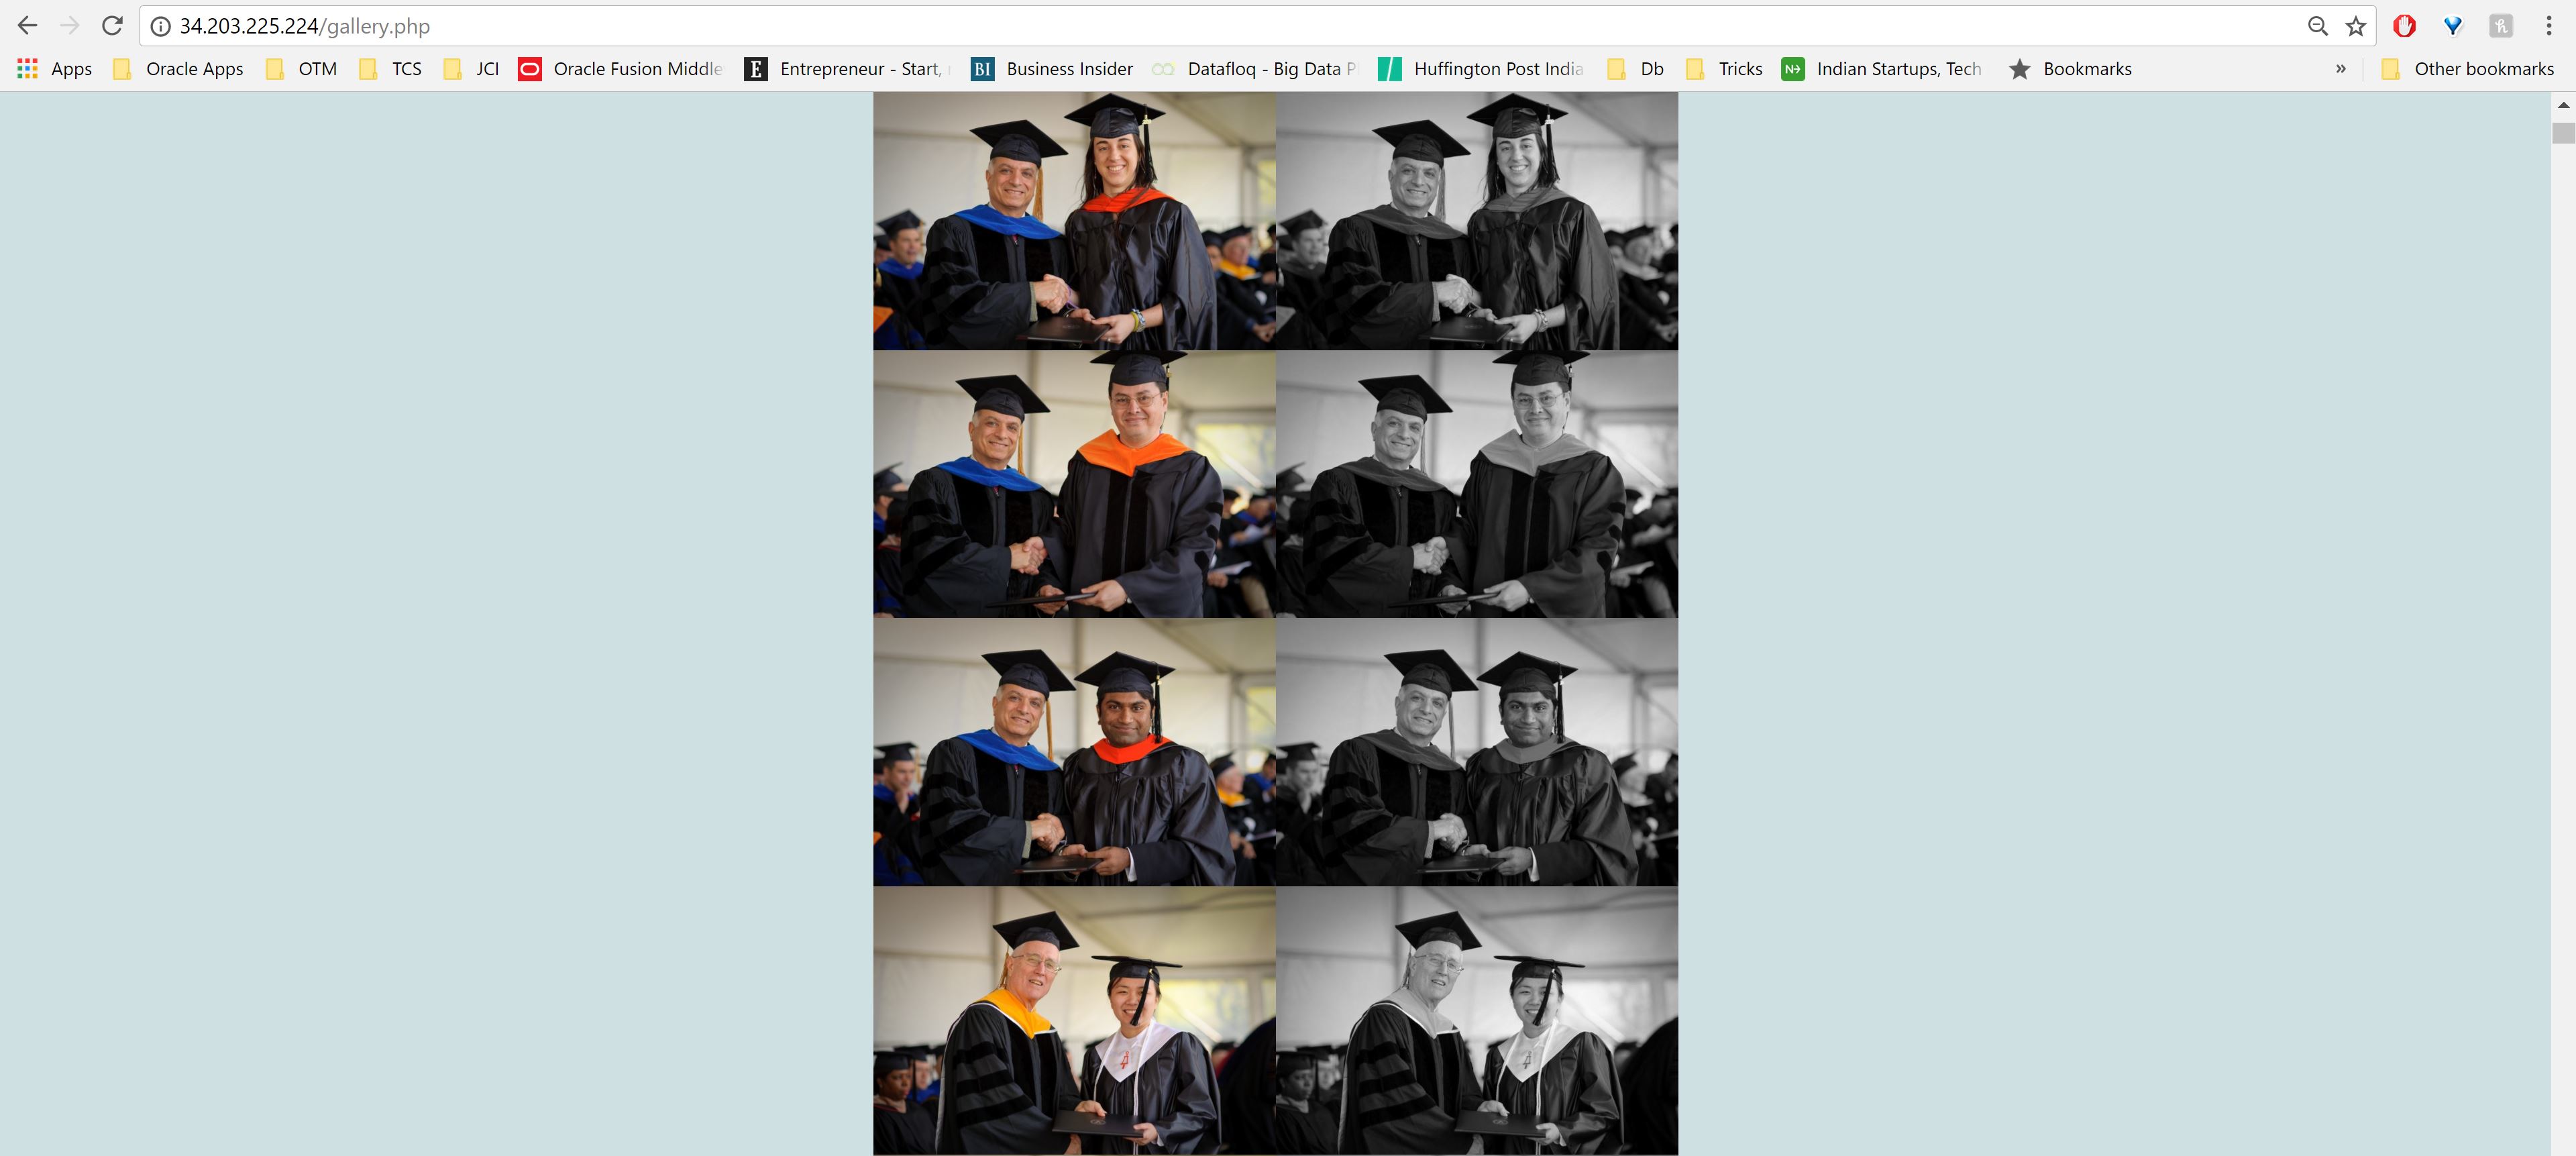 34.203.225.224/gallery.php
Apps Oracle Apps OTM TCS JCI Oracle Fusion Middle E Entrepreneur - Start, BI Business Insider Datafloq - Big Data P Huffington Post India Db Tricks N Indian Startups, Tech Bookmarks » Other bookmarks